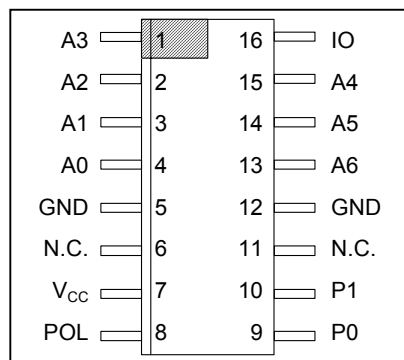 A3 1 16 IO
A2 2 15 A4
A1 3 14 A5
A0 4 13 A6
GND 5 12 GND
N.C. 6 11 N.C.
VCC 7 10 P1
POL 8 9 P0